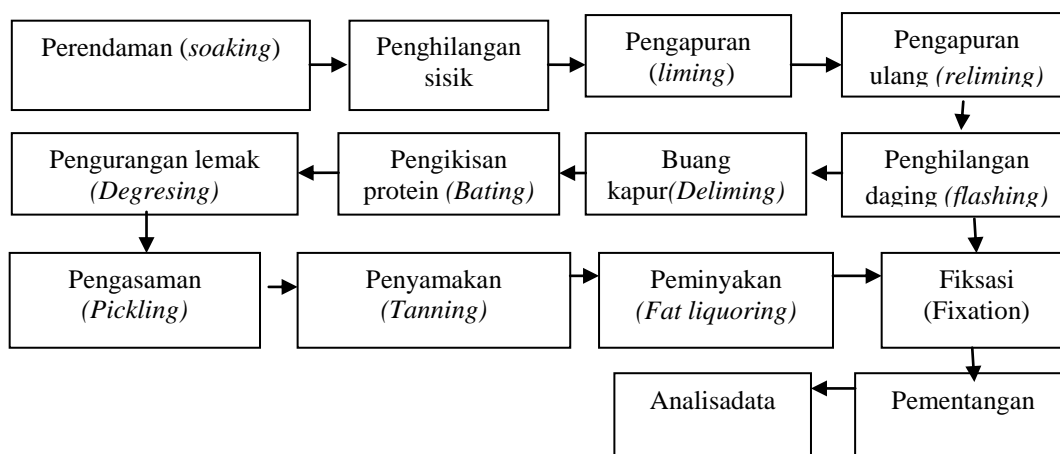 Perendaman (soaking)
Penghilangan
sisik
Pengapuran
(liming)
Pengapuran
ulang (reliming)
Penghilangan
daging (flashing)
Buang
kapur(Deliming)
Pengikisan
protein (Bating)
Pengurangan lemak
(Degresing)
Pengasaman
(Pickling)
Penyamakan
(Tanning)
Peminyakan
(Fat liquoring)
Fiksasi
(Fixation)
Pementangan
Analisadata